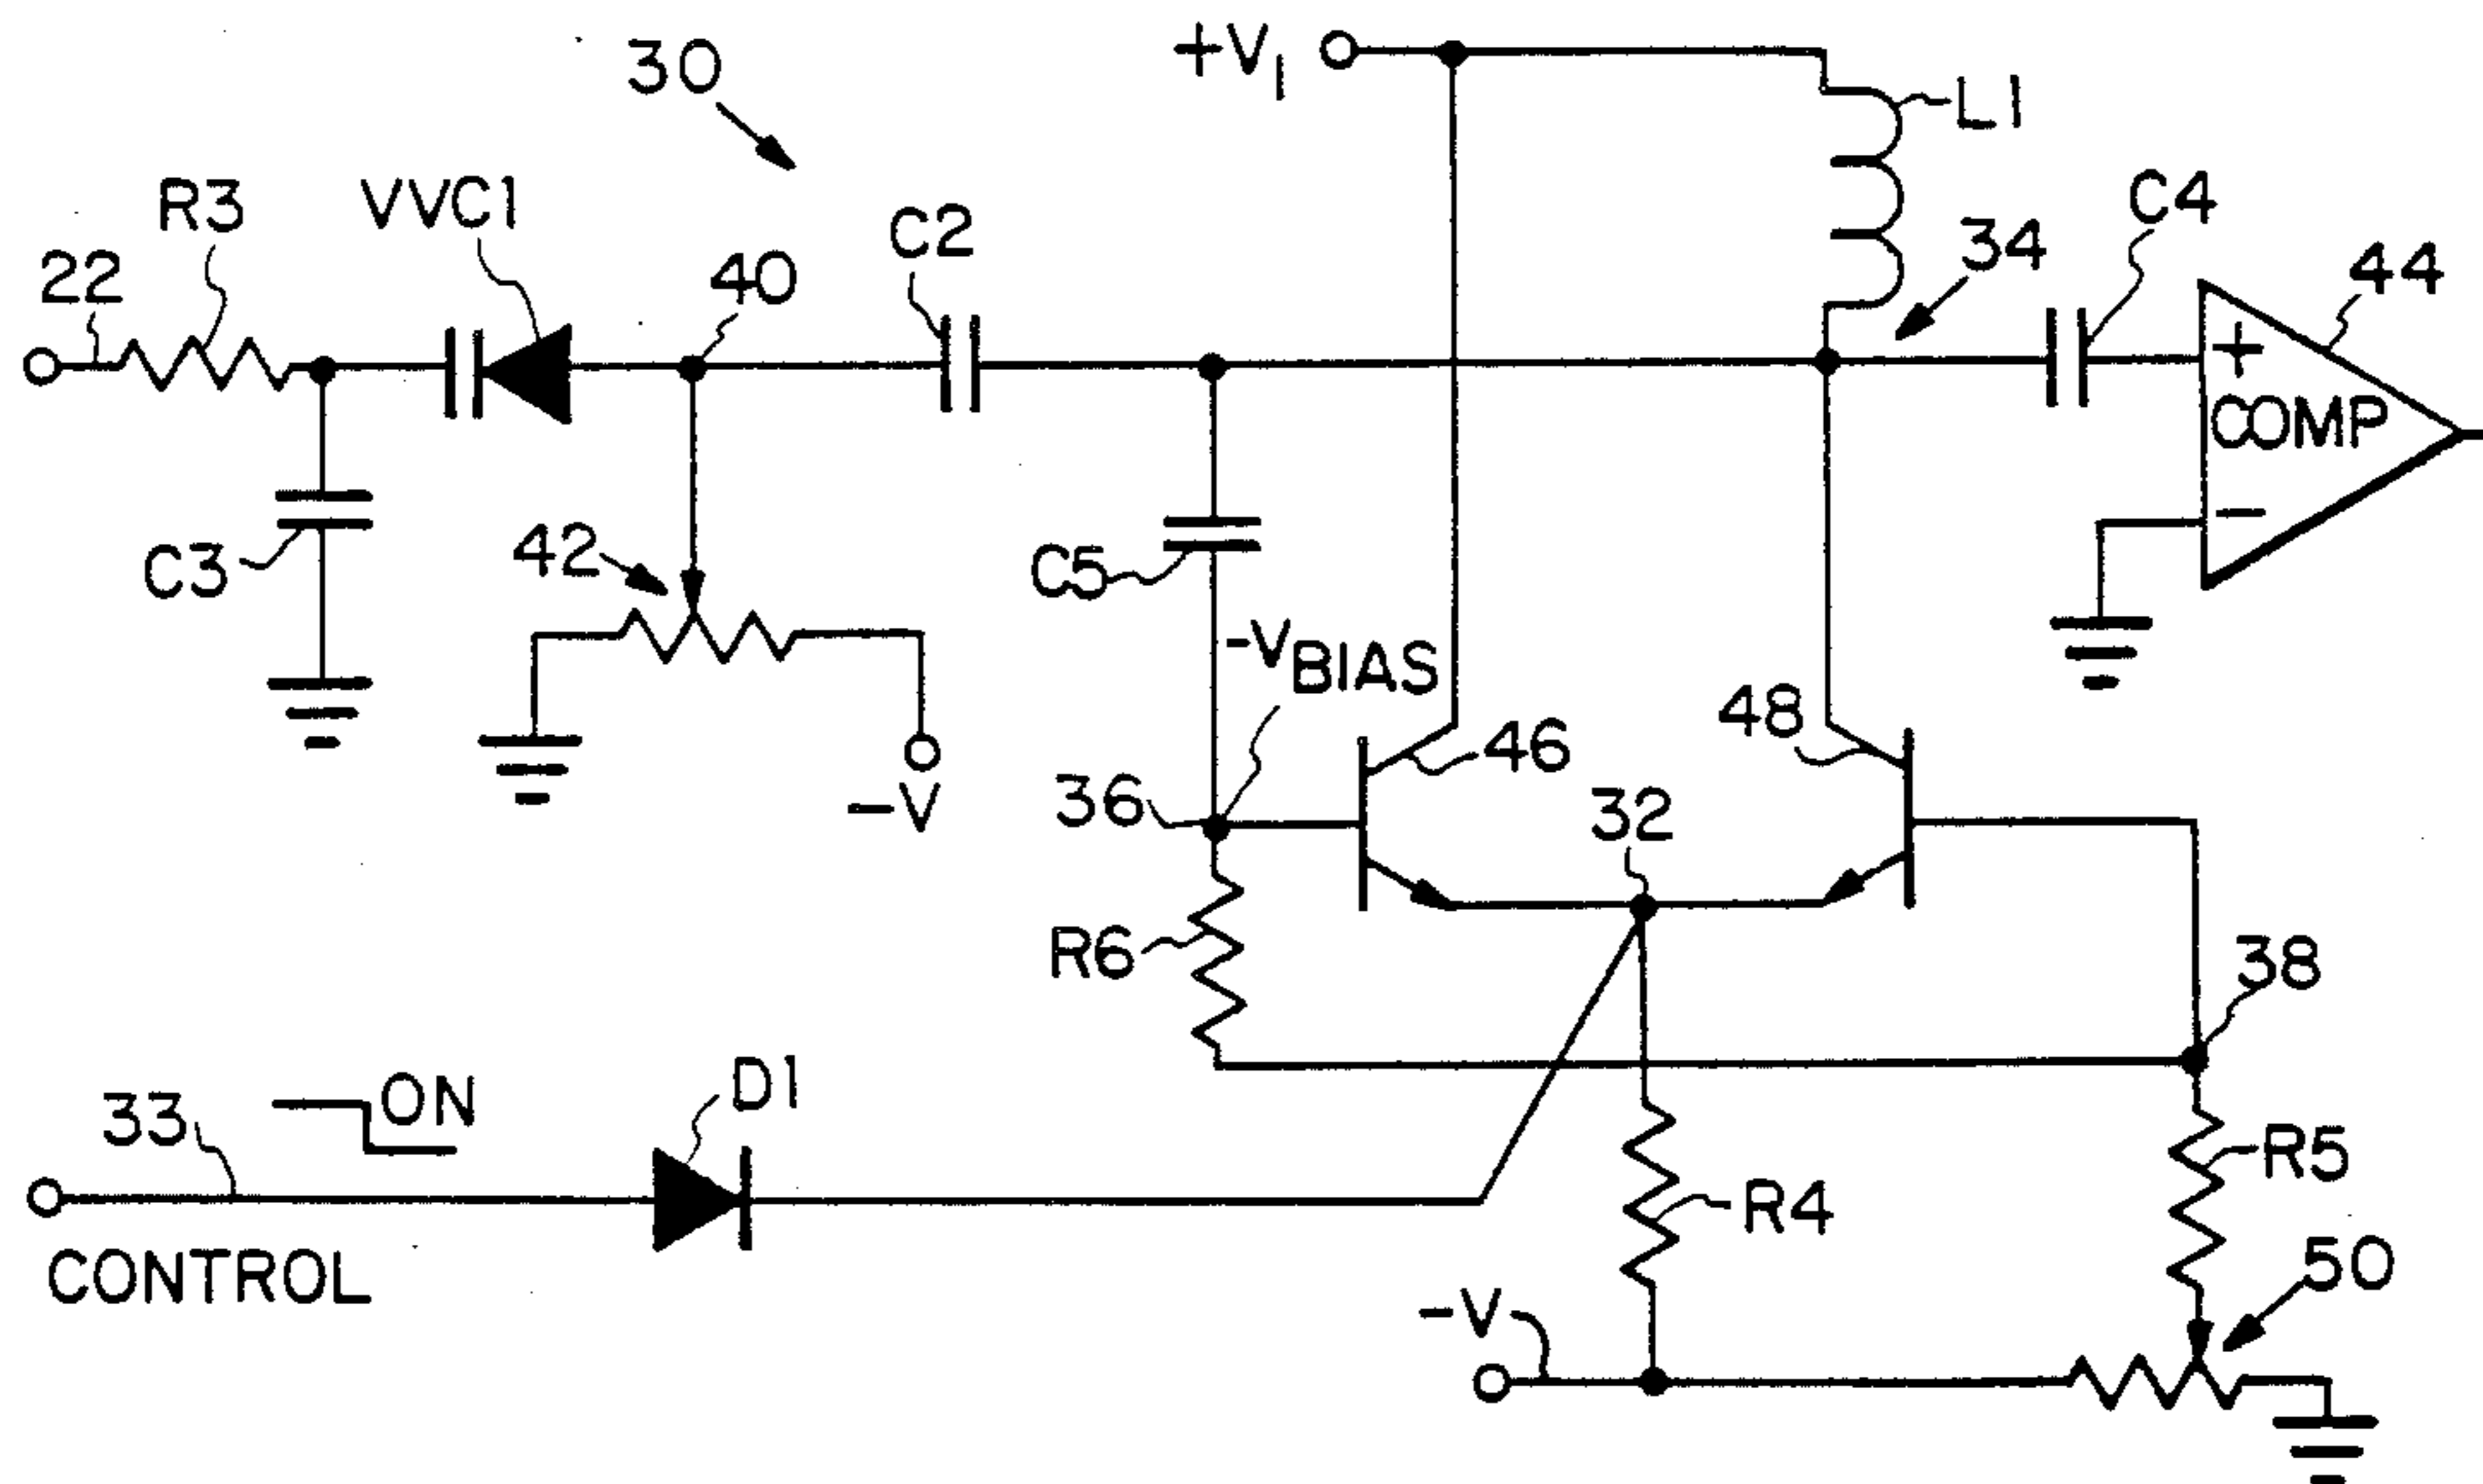 30
+V1
L1
R3
VVC1
C2
C4
22
40
34
44
+
COMP
−
C3
42
C5
-VBIAS
−V
36
46
48
32
R6
38
33
ON
D1
R5
R4
CONTROL
-V
50